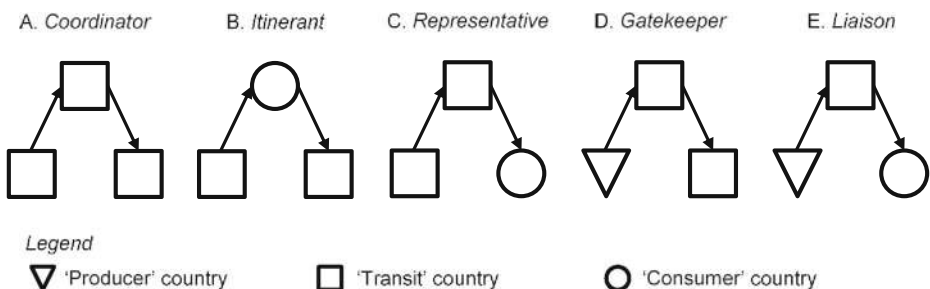 A. Coordinator B. Itinerant C. Representative D. Gatekeeper E. Liaison
Legend
'Producer' country 'Transit' country 'Consumer' country